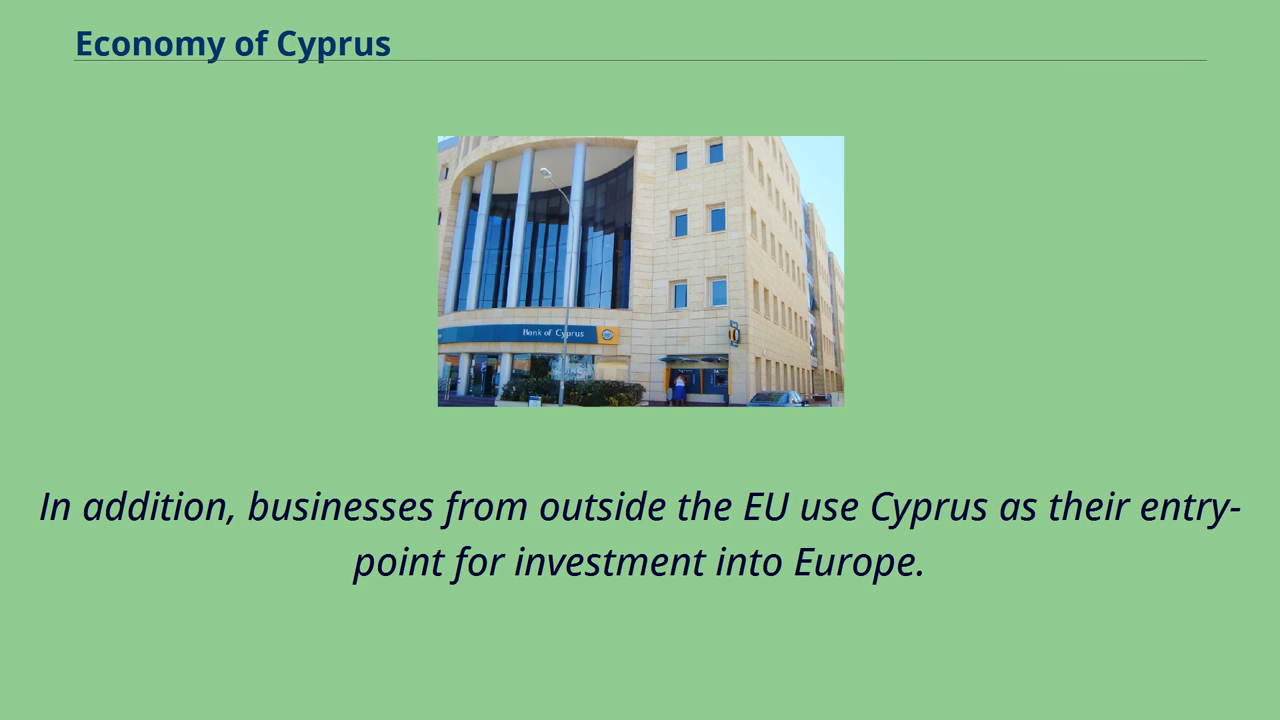 Economy of Cyprus
Bank of Cyprus
In addition, businesses from outside the EU use Cyprus as their entry-
point for investment into Europe.